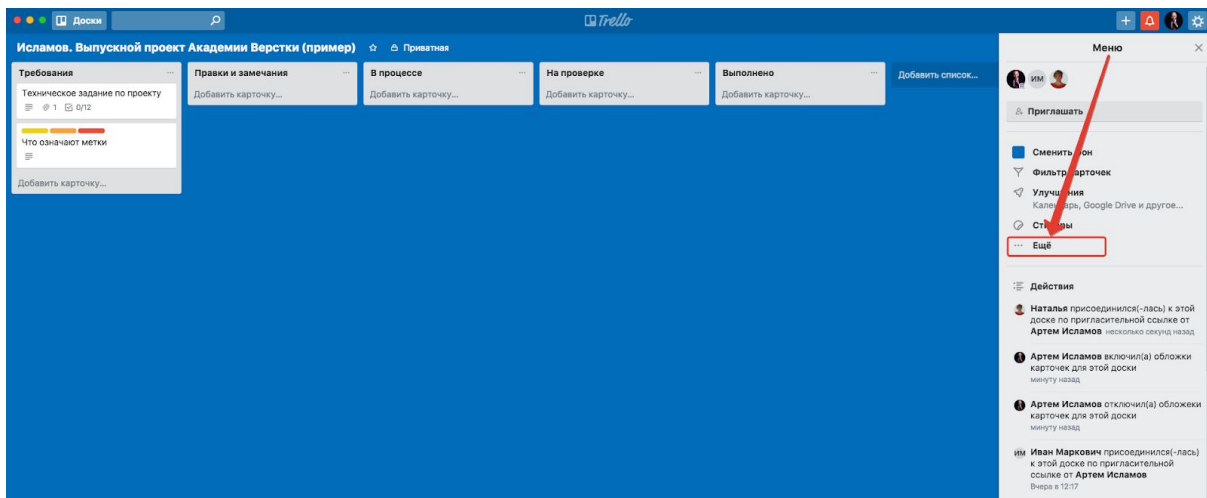 Доски
Trello
Исламов. Выпускной проект Академии Верстки (пример)
Приватная
Требования
Техническое задание по проекту
1 0/12
Что означают метки
Добавить карточку...
Правки и замечания
Добавить карточку...
В процессе
Добавить карточку...
На проверке
Добавить карточку...
Выполнено
Добавить карточку...
Добавить список...
Меню
ИМ
Приглашать
Сменить фон
Фильтр карточек
Улучшения
Календарь, Google Drive и другое...
Стикеры
Ещё
Действия
Наталья присоединился(-лась) к этой
доске по пригласительной ссылке от
Артем Исламов несколько секунд назад
Артем Исламов включил(а) обложки
карточек для этой доски
минуту назад
Артем Исламов отключил(а) обложеки
карточек для этой доски
минуту назад
ИМ Иван Маркович присоединился(-лась)
к этой доске по пригласительной
ссылке от Артем Исламов
Вчера в 12:17